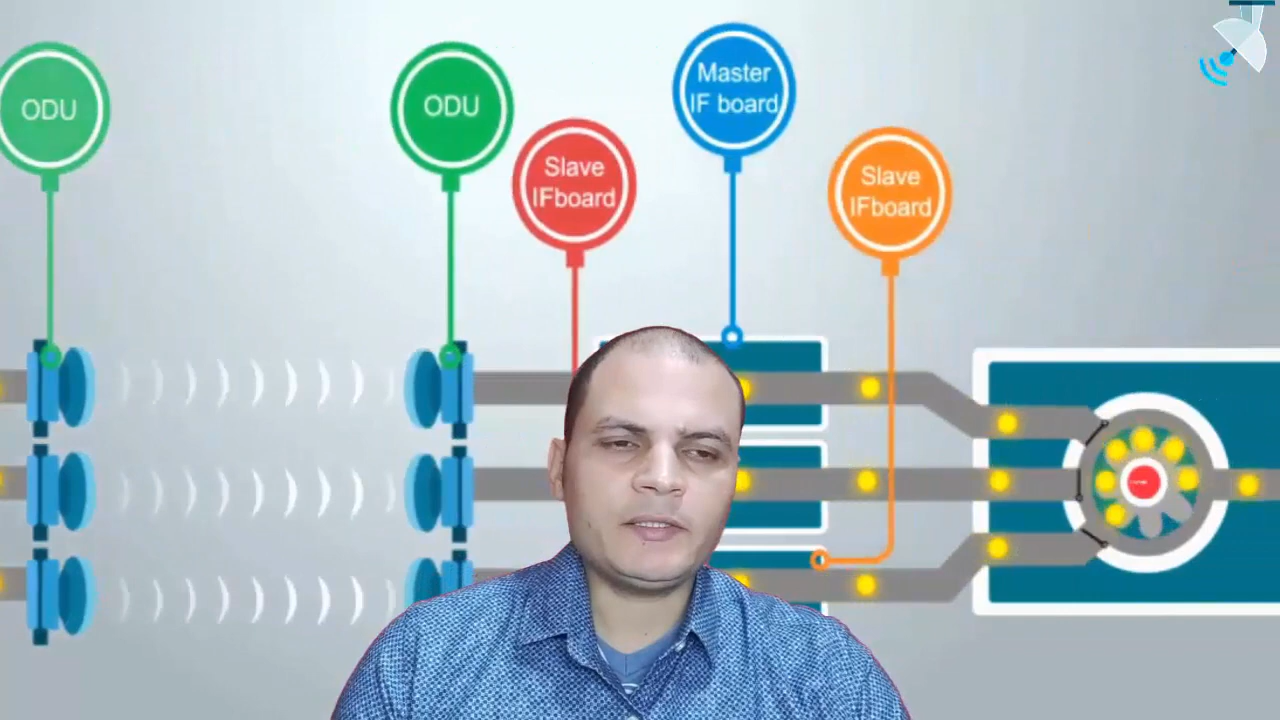 ODU
ODU
Slave
IFboard
Master
IF board
Slave
IFboard